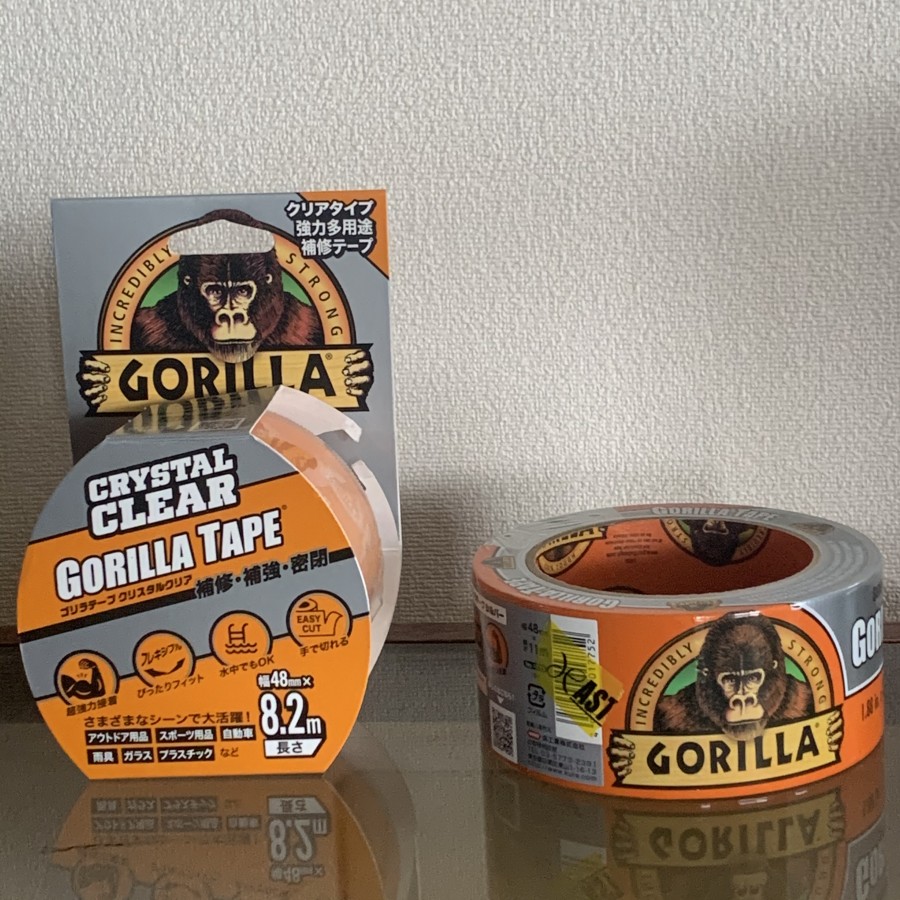 クリアタイプ
強力多用途
補修テープ
INCREDIBLY STRONG
GORILLA®
CRYSTAL
CLEAR
GORILLA TAPE®
ゴリラテープ クリスタルクリア
補修・補強・密閉
超強力接着
フレキシブル
ぴったりフィット
水中でもOK
EASY
CUT
手で切れる
さまざまなシーンで大活躍!
アウトドア用品 スポーツ用品 自動車
雨具 ガラス プラスチック など
幅48mm×
8.2m
長さ
GORILLA TAPE
INCREDIBLY STRONG
GORILLA®
AST